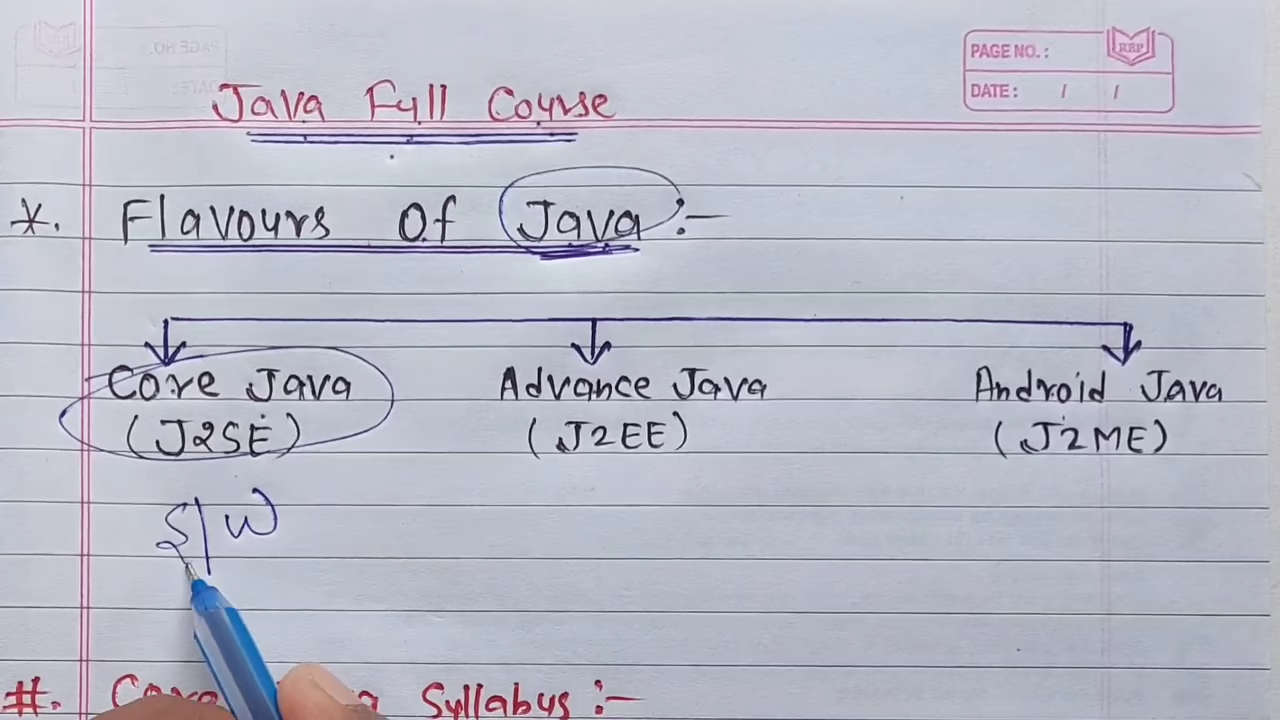 PAGE NO. :
RBP
DATE : / /
Java Full Course
*. Flavours Of Java :-
Core Java Advance Java Android Java
(J2SE) (J2EE) (J2ME)
S/W
#. Syllabus :-